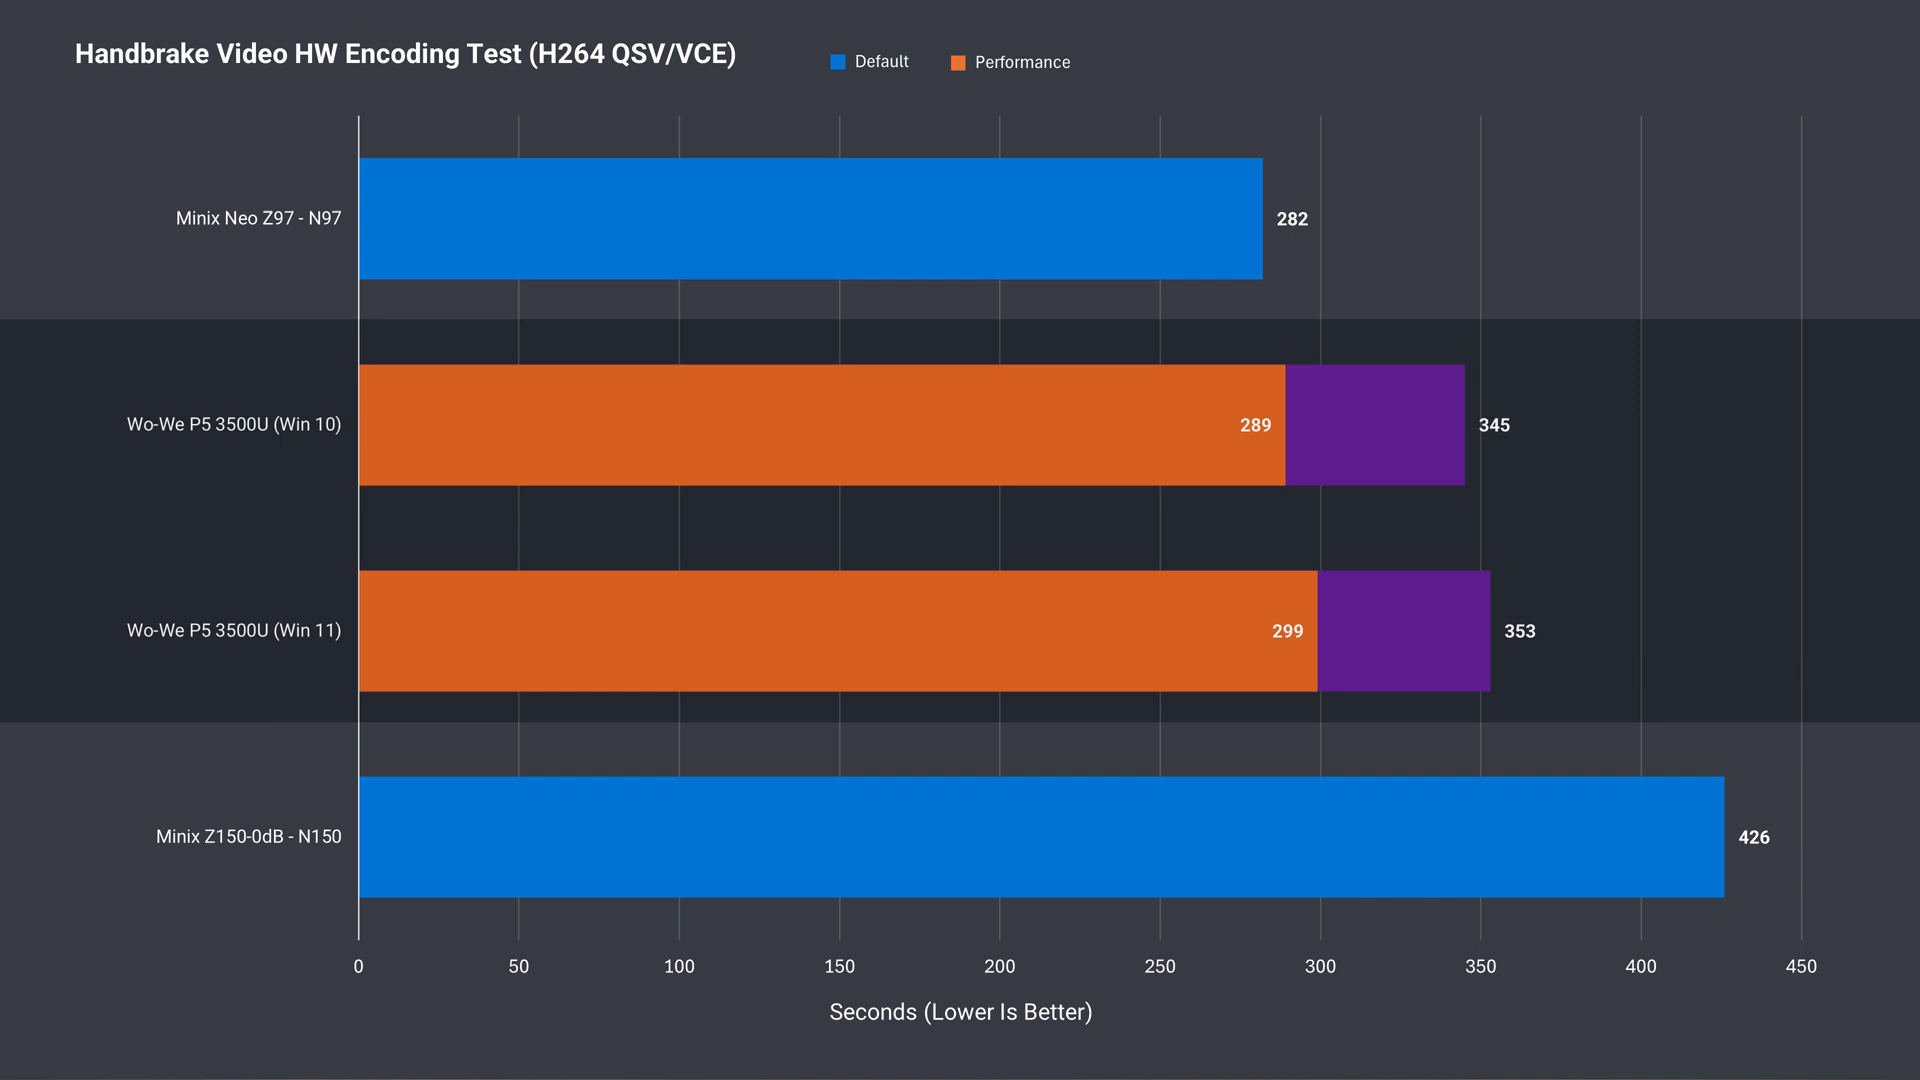 Handbrake Video HW Encoding Test (H264 QSV/VCE)
Default
Performance
Minix Neo Z97 - N97
282
Wo-We P5 3500U (Win 10)
289
345
Wo-We P5 3500U (Win 11)
299
353
Minix Z150-0dB - N150
426
0 50 100 150 200 250 300 350 400 450
Seconds (Lower Is Better)